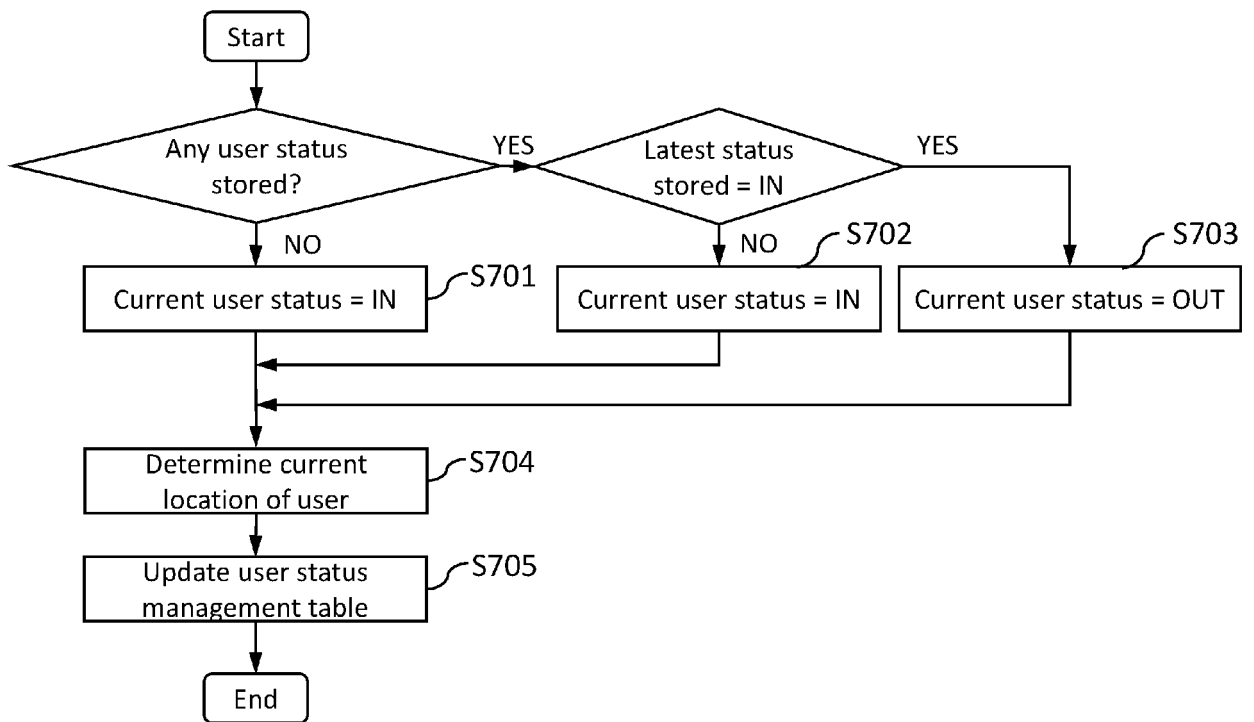 Start
Any user status
stored?
YES
Latest status
stored = IN
YES
NO
NO
S701
S702
S703
Current user status = IN
Current user status = IN
Current user status = OUT
Determine current
location of user
S704
Update user status
management table
S705
End